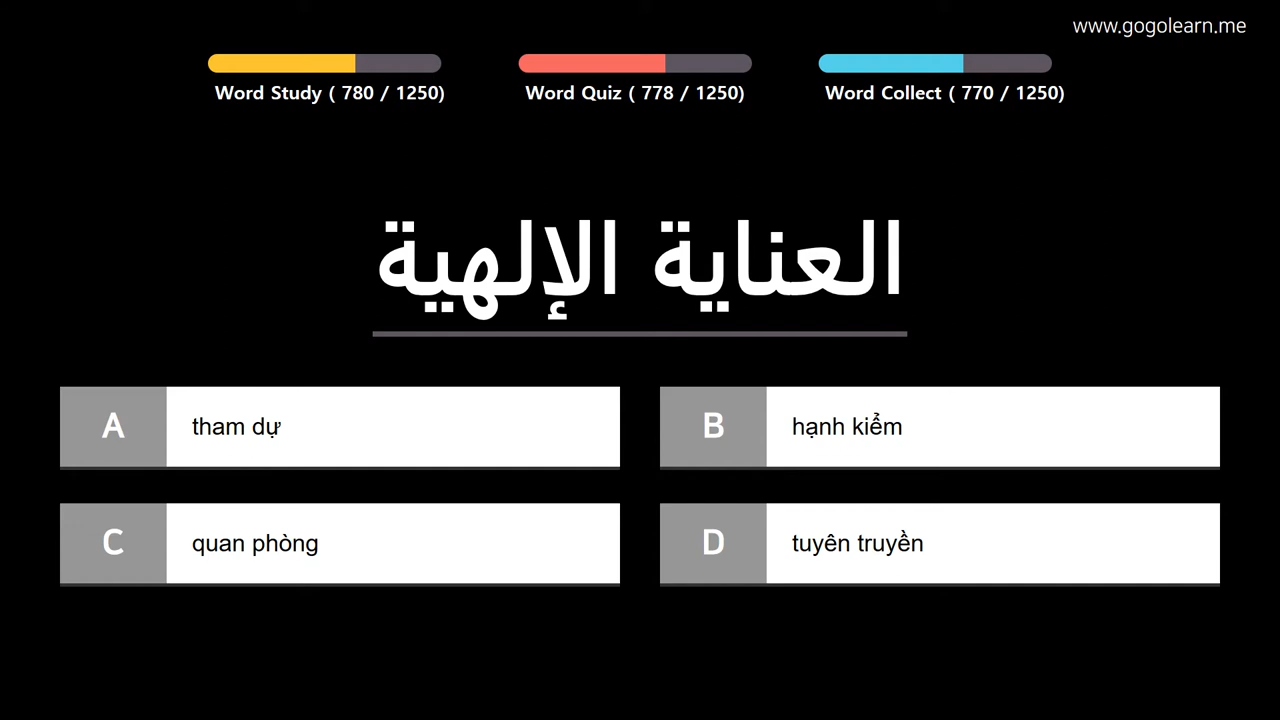 www.gogolearn.me
Word Study ( 780 / 1250)
Word Quiz ( 778 / 1250)
Word Collect ( 770 / 1250)
العناية الإلهية
A
tham dự
B
hạnh kiểm
C
quan phòng
D
tuyên truyền